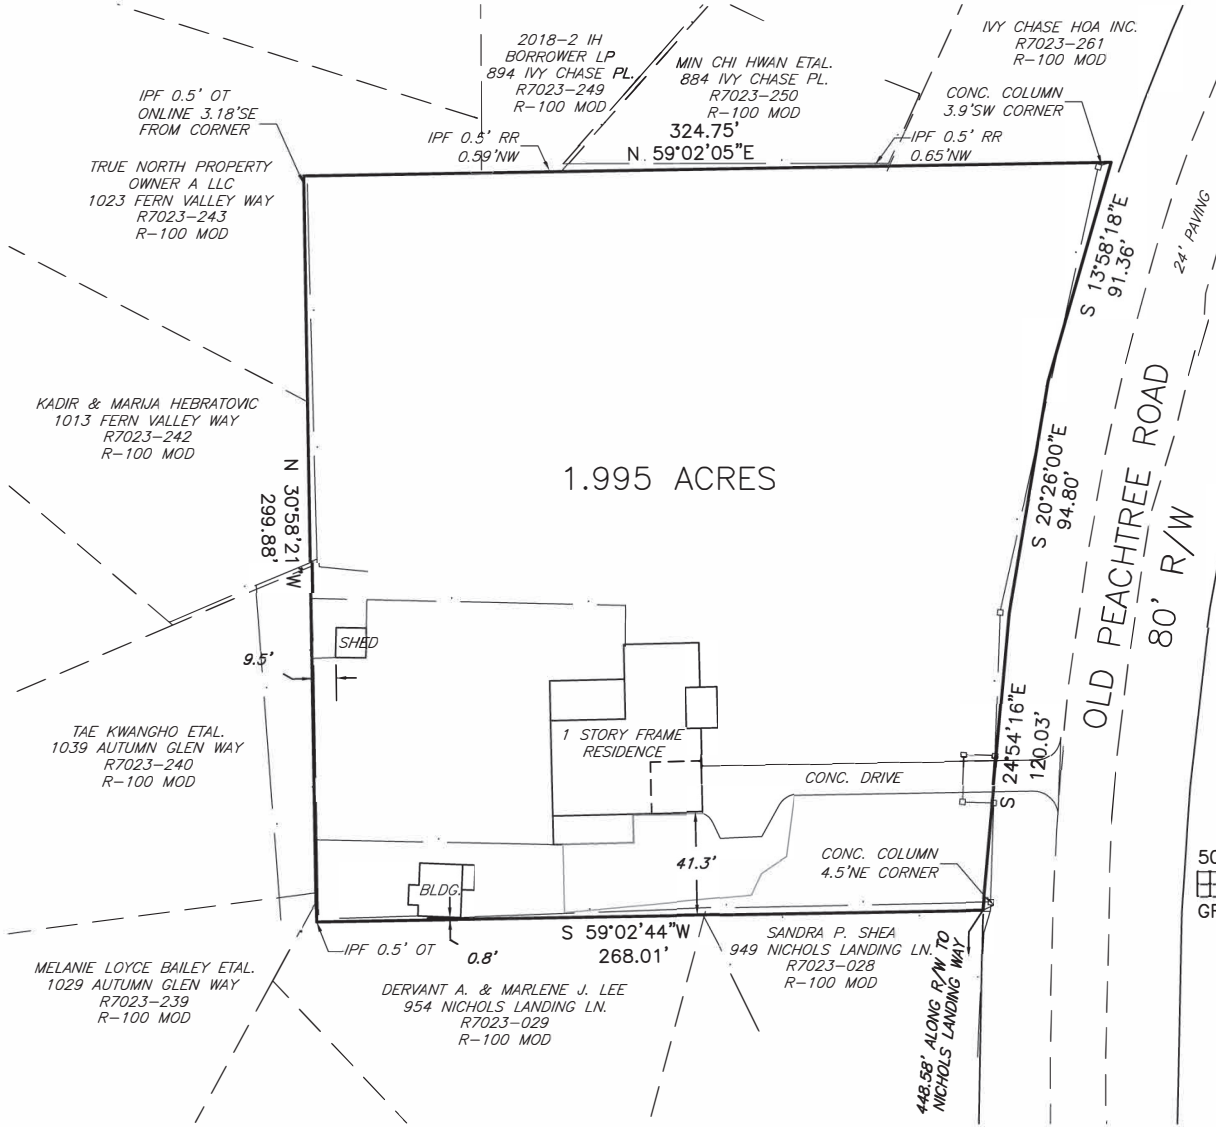 2018-2 IH
BORROWER LP
894 IVY CHASE PL.
R7023-249
R-100 MOD
MIN CHI HWAN ETAL.
884 IVY CHASE PL.
R7023-250
R-100 MOD
IVY CHASE HOA INC.
R7023-261
R-100 MOD
CONC. COLUMN
3.9'SW CORNER
IPF 0.5' OT
ONLINE 3.18'SE
FROM CORNER
IPF 0.5' RR
0.59'NW
324.75'
N 59°02'05"E
IPF 0.5' RR
0.65'NW
TRUE NORTH PROPERTY
OWNER A LLC
1023 FERN VALLEY WAY
R7023-243
R-100 MOD
S 13°58'18"E
91.36'
24' PAVING
KADIR & MARIJA HEBRATOVIC
1013 FERN VALLEY WAY
R7023-242
R-100 MOD
N 30°58'21"W
299.88'
1.995 ACRES
S 20°26'00"E
94.80'
OLD PEACHTREE ROAD
80' R/W
SHED
9.5'
TAE KWANGHO ETAL.
1039 AUTUMN GLEN WAY
R7023-240
R-100 MOD
1 STORY FRAME
RESIDENCE
CONC. DRIVE
S 24°54'16"E
120.03'
41.3'
CONC. COLUMN
4.5'NE CORNER
50
GR
BLDG.
IPF 0.5' OT
0.8'
S 59°02'44"W
268.01'
SANDRA P. SHEA
949 NICHOLS LANDING LN.
R7023-028
R-100 MOD
MELANIE LOYCE BAILEY ETAL.
1029 AUTUMN GLEN WAY
R7023-239
R-100 MOD
DERVANT A. & MARLENE J. LEE
954 NICHOLS LANDING LN.
R7023-029
R-100 MOD
448.58' ALONG R/W TO
NICHOLS LANDING WAY